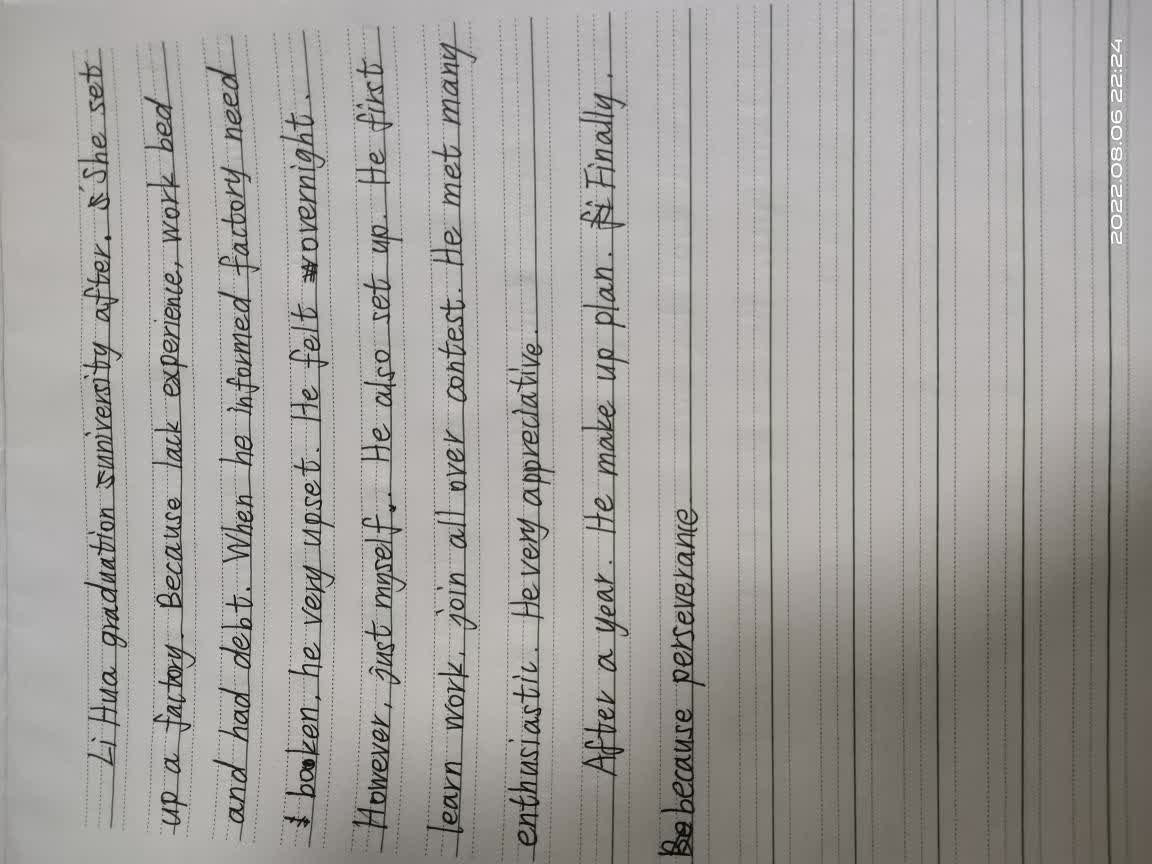 Li Hua graduation university after. She set
up a factory. Because lack experience, work bed
and had debt. When he informed factory need
booken, he very upset. He felt overnight.
However, just myself.. He also set up. He first
learn work, join all over contest. He met many
enthusiastic. He very appreciative.
After a year. He make up plan. Finally.
because perseverance
2022.08.06 22:24